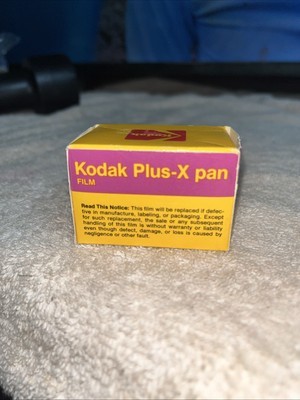 Kodak Plus-X pan
FILM
Read This Notice: This film will be replaced if defec-
tive in manufacture, labeling, or packaging. Except
for such replacement, the sale or any subsequent
handling of this film is without warranty or liability
even though defect, damage, or loss is caused by
negligence or other fault.